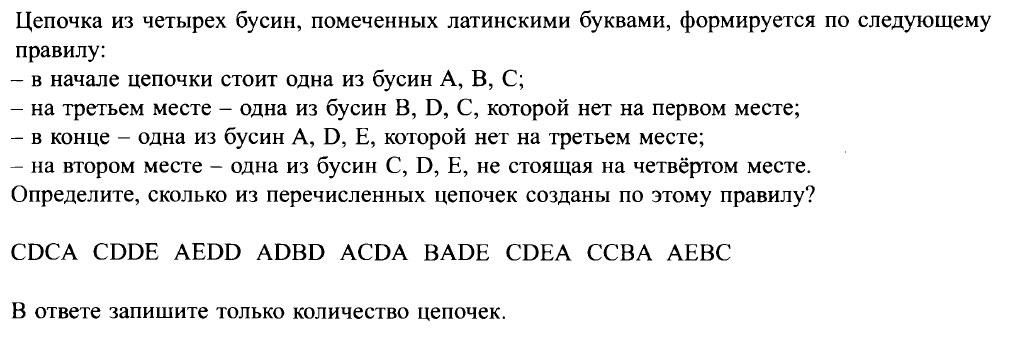 Цепочка из четырех бусин, помеченных латинскими буквами, формируется по следующему
правилу:
– в начале цепочки стоит одна из бусин A, B, C;
– на третьем месте – одна из бусин B, D, C, которой нет на первом месте;
– в конце – одна из бусин A, D, E, которой нет на третьем месте;
– на втором месте – одна из бусин C, D, E, не стоящая на четвёртом месте.
Определите, сколько из перечисленных цепочек созданы по этому правилу?
CDCA CDDE AEDD ADBD ACDA BADE CDEA CCBA AEBC
В ответе запишите только количество цепочек.